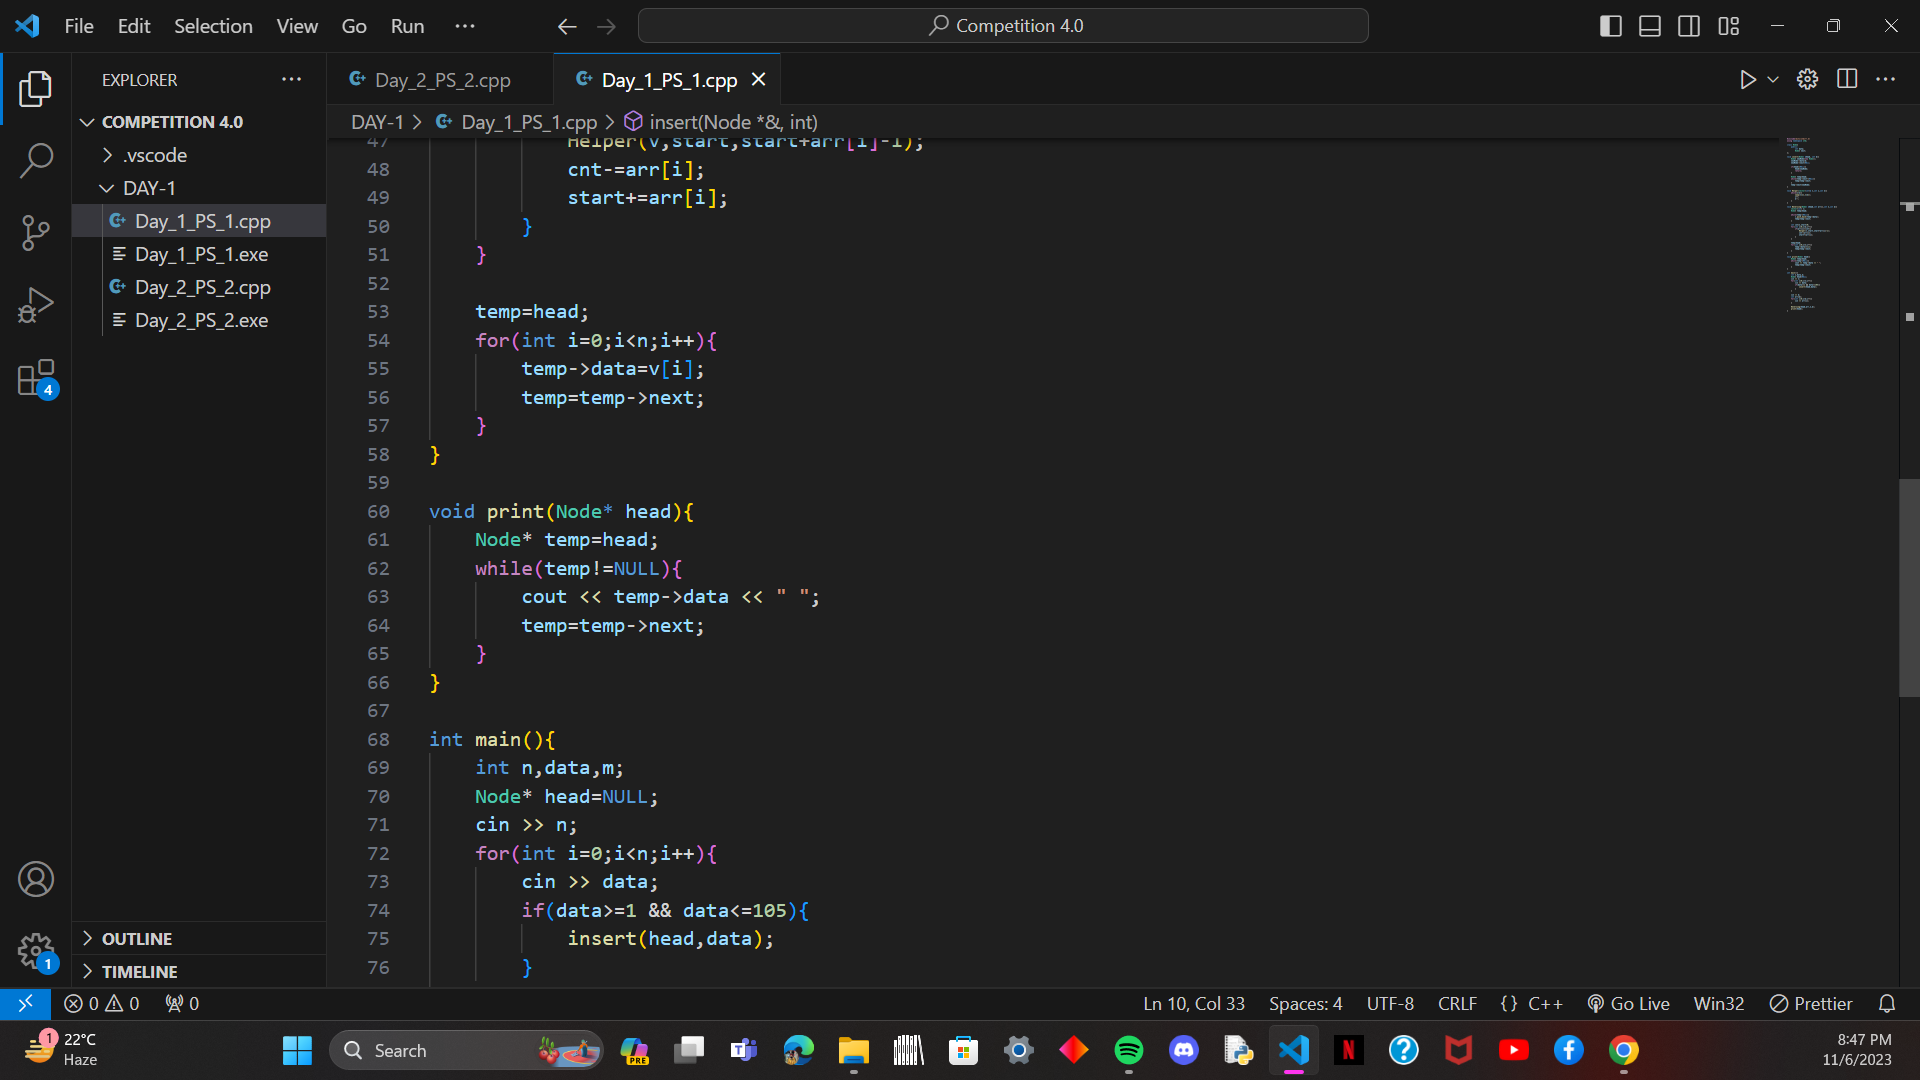 File Edit Selection View Go Run ··· Competition 4.0
EXPLORER ···
Day_2_PS_2.cpp
Day_1_PS_1.cpp
COMPETITION 4.0
DAY-1 > Day_1_PS_1.cpp > insert(Node *&, int)
.vscode
DAY-1
Day_1_PS_1.cpp
Day_1_PS_1.exe
Day_2_PS_2.cpp
Day_2_PS_2.exe
4
OUTLINE
TIMELINE
1
47 Helper(v,start,start+arr[i]-1);
48 cnt-=arr[i];
49 start+=arr[i];
50 }
51 }
52
53 temp=head;
54 for(int i=0;i<n;i++){
55 temp->data=v[i];
56 temp=temp->next;
57 }
58 }
59
60 void print(Node* head){
61 Node* temp=head;
62 while(temp!=NULL){
63 cout << temp->data << " ";
64 temp=temp->next;
65 }
66 }
67
68 int main(){
69 int n,data,m;
70 Node* head=NULL;
71 cin >> n;
72 for(int i=0;i<n;i++){
73 cin >> data;
74 if(data>=1 && data<=105){
75 insert(head,data);
76 }
0 0 0 Ln 10, Col 33 Spaces: 4 UTF-8 CRLF {} C++ Go Live Win32 Prettier
1
22°C
Haze
Search
PRE
8:47 PM
11/6/2023